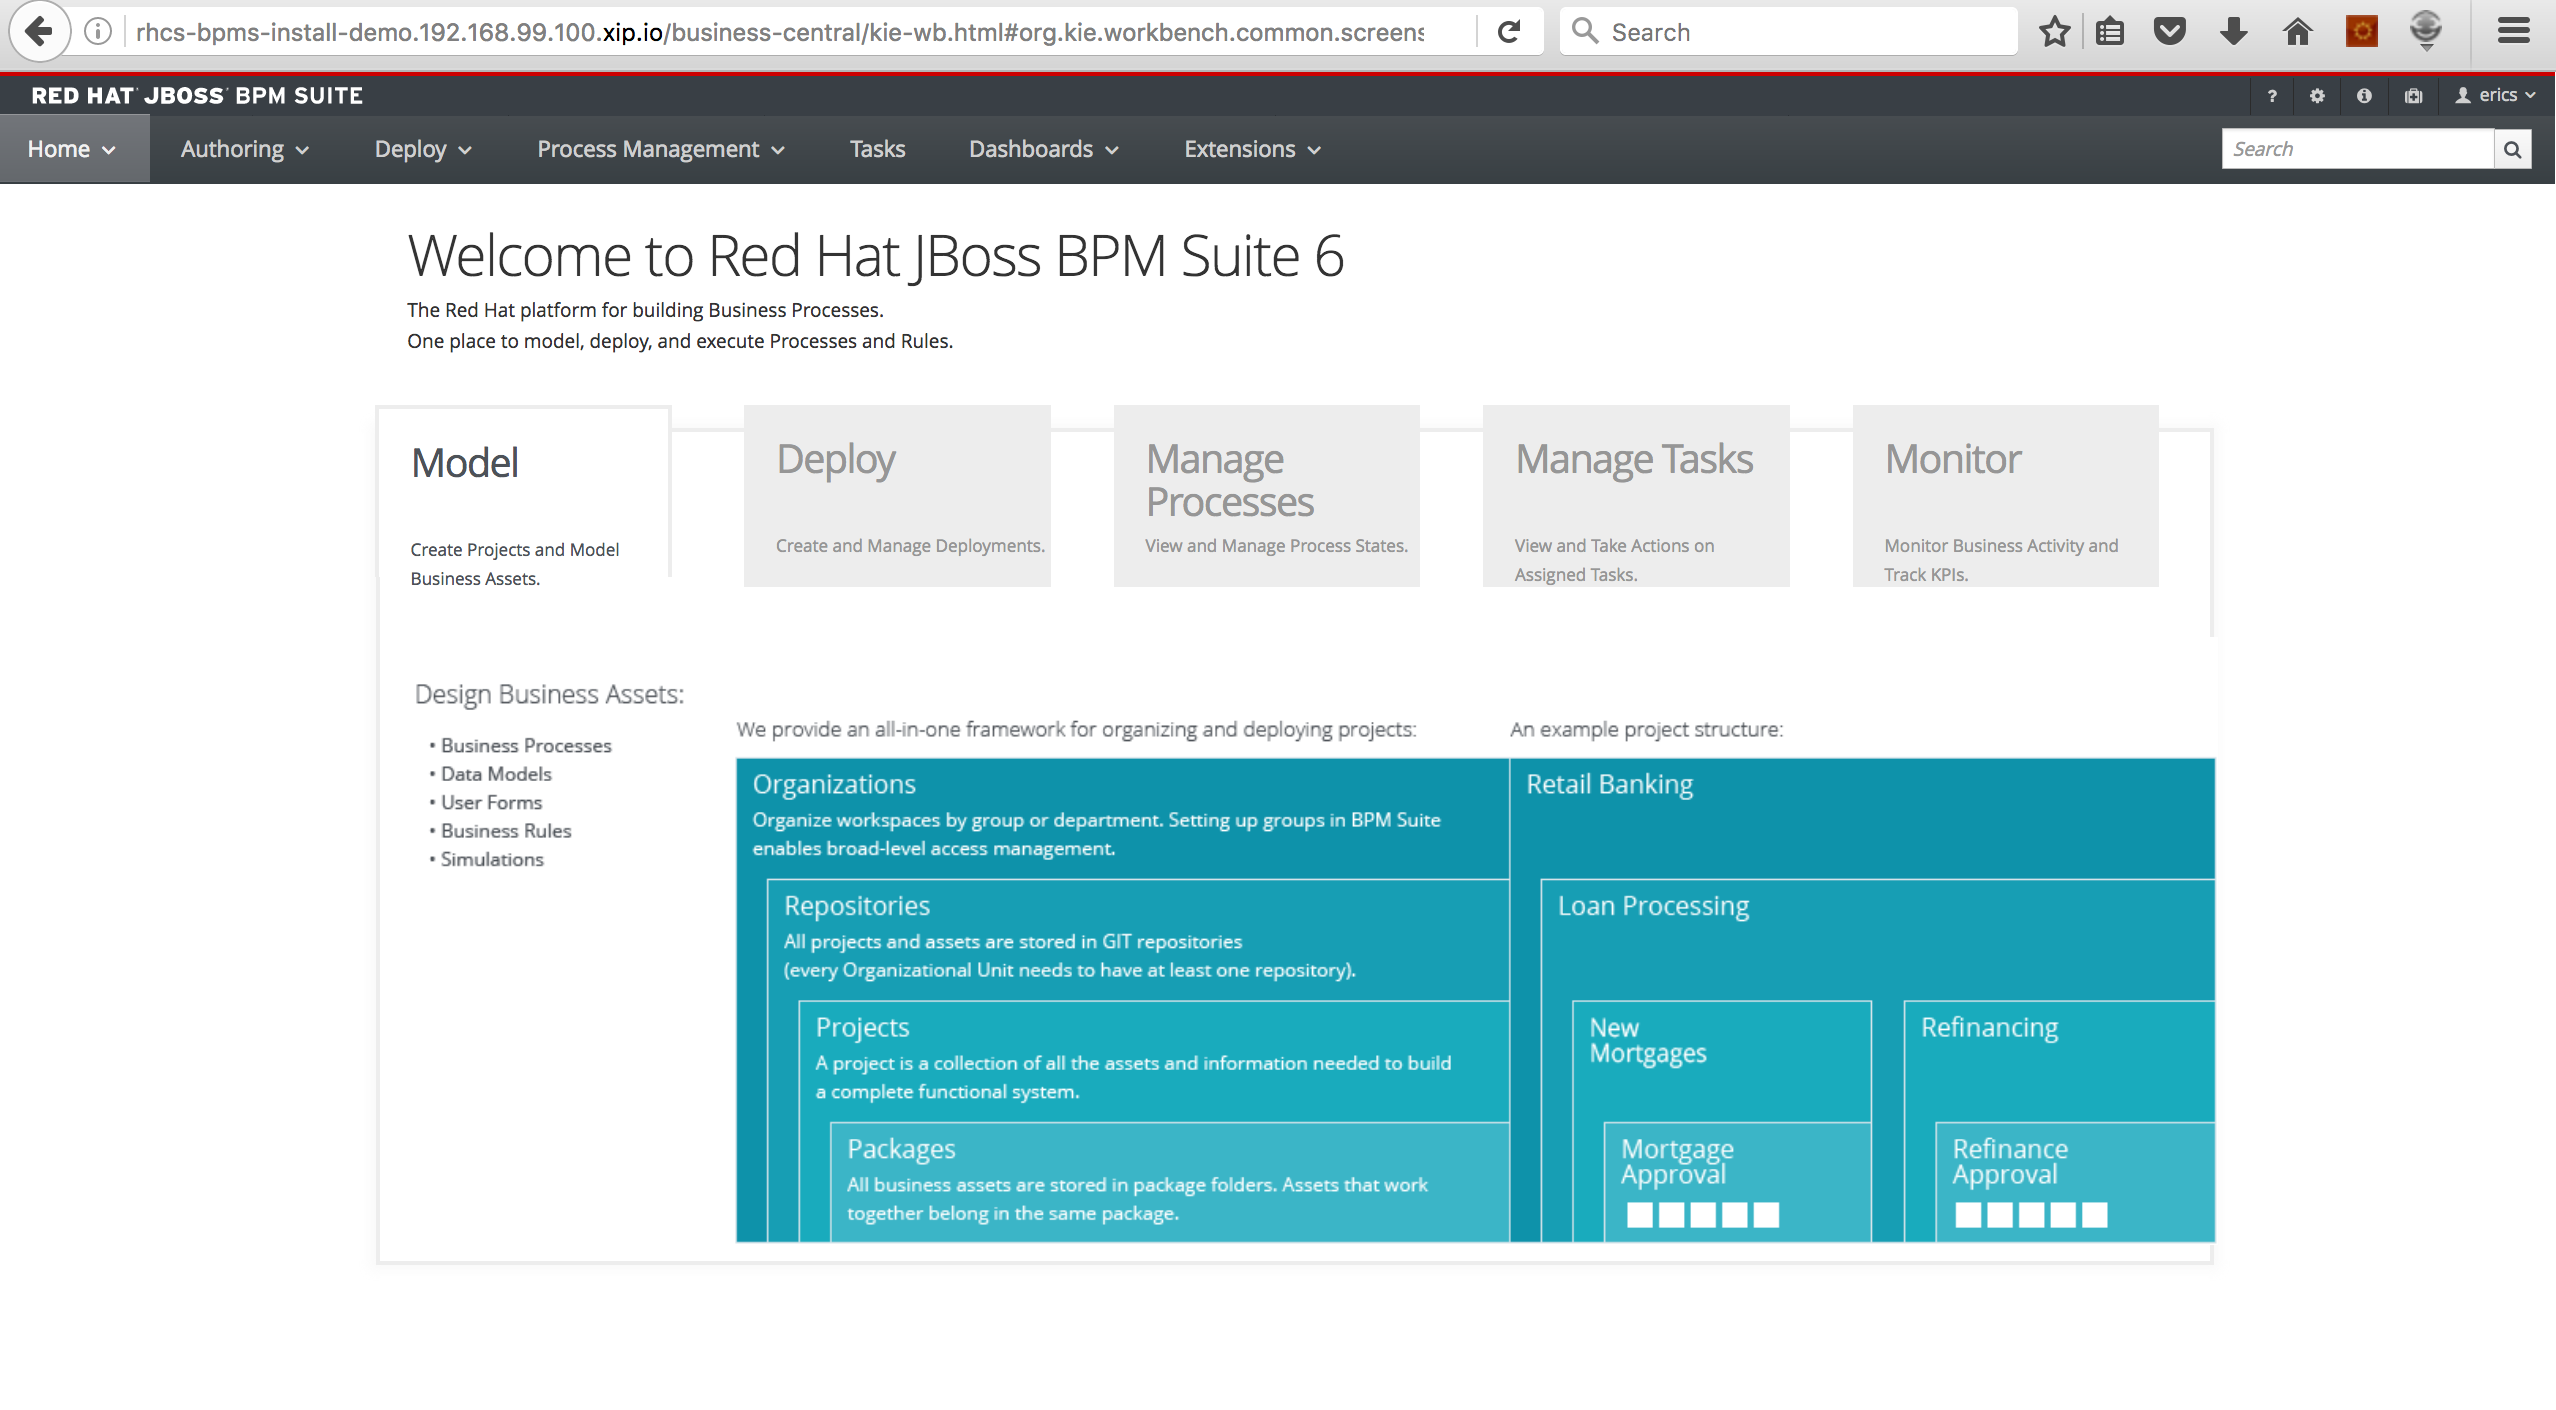 rhcs-bpms-install-demo.192.168.99.100.xip.io/business-central/kie-wb.html#org.kie.workbench.common.screens
Search
RED HAT JBOSS BPM SUITE
erics
Home
Authoring
Deploy
Process Management
Tasks
Dashboards
Extensions
Search
Welcome to Red Hat JBoss BPM Suite 6
The Red Hat platform for building Business Processes.
One place to model, deploy, and execute Processes and Rules.
Model
Create Projects and Model
Business Assets.
Deploy
Create and Manage Deployments.
Manage
Processes
View and Manage Process States.
Manage Tasks
View and Take Actions on
Assigned Tasks.
Monitor
Monitor Business Activity and
Track KPIs.
Design Business Assets:
• Business Processes
• Data Models
• User Forms
• Business Rules
• Simulations
We provide an all-in-one framework for organizing and deploying projects:
Organizations
Organize workspaces by group or department. Setting up groups in BPM Suite
enables broad-level access management.
Repositories
All projects and assets are stored in GIT repositories
(every Organizational Unit needs to have at least one repository).
Projects
A project is a collection of all the assets and information needed to build
a complete functional system.
Packages
All business assets are stored in package folders. Assets that work
together belong in the same package.
An example project structure:
Retail Banking
Loan Processing
New
Mortgages
Mortgage
Approval
Refinancing
Refinance
Approval